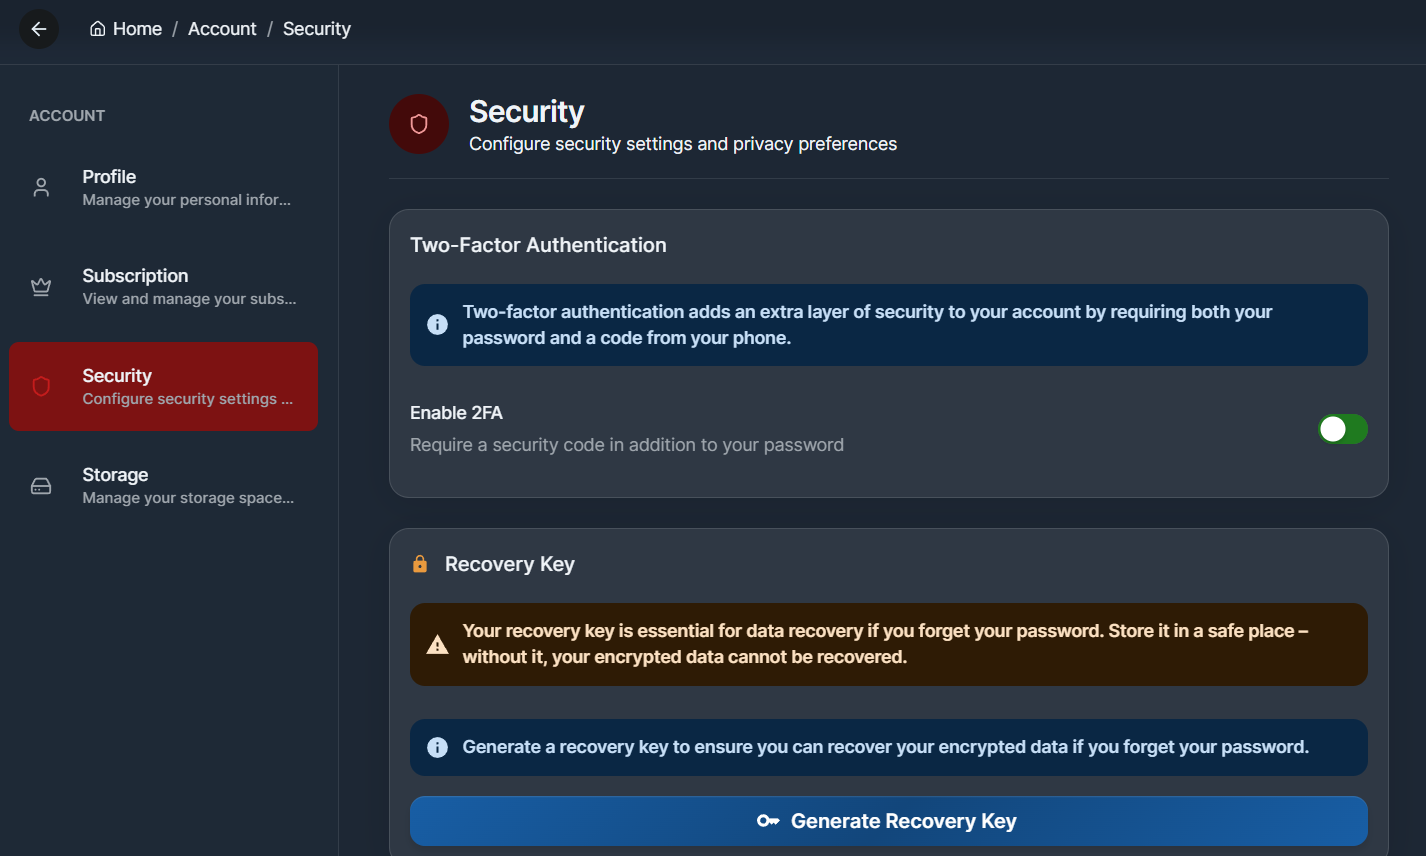 Home / Account / Security
ACCOUNT
Profile
Manage your personal infor...
Subscription
View and manage your subs...
Security
Configure security settings ...
Storage
Manage your storage space...
Security
Configure security settings and privacy preferences
Two-Factor Authentication
Two-factor authentication adds an extra layer of security to your account by requiring both your
password and a code from your phone.
Enable 2FA
Require a security code in addition to your password
Recovery Key
Your recovery key is essential for data recovery if you forget your password. Store it in a safe place –
without it, your encrypted data cannot be recovered.
Generate a recovery key to ensure you can recover your encrypted data if you forget your password.
Generate Recovery Key